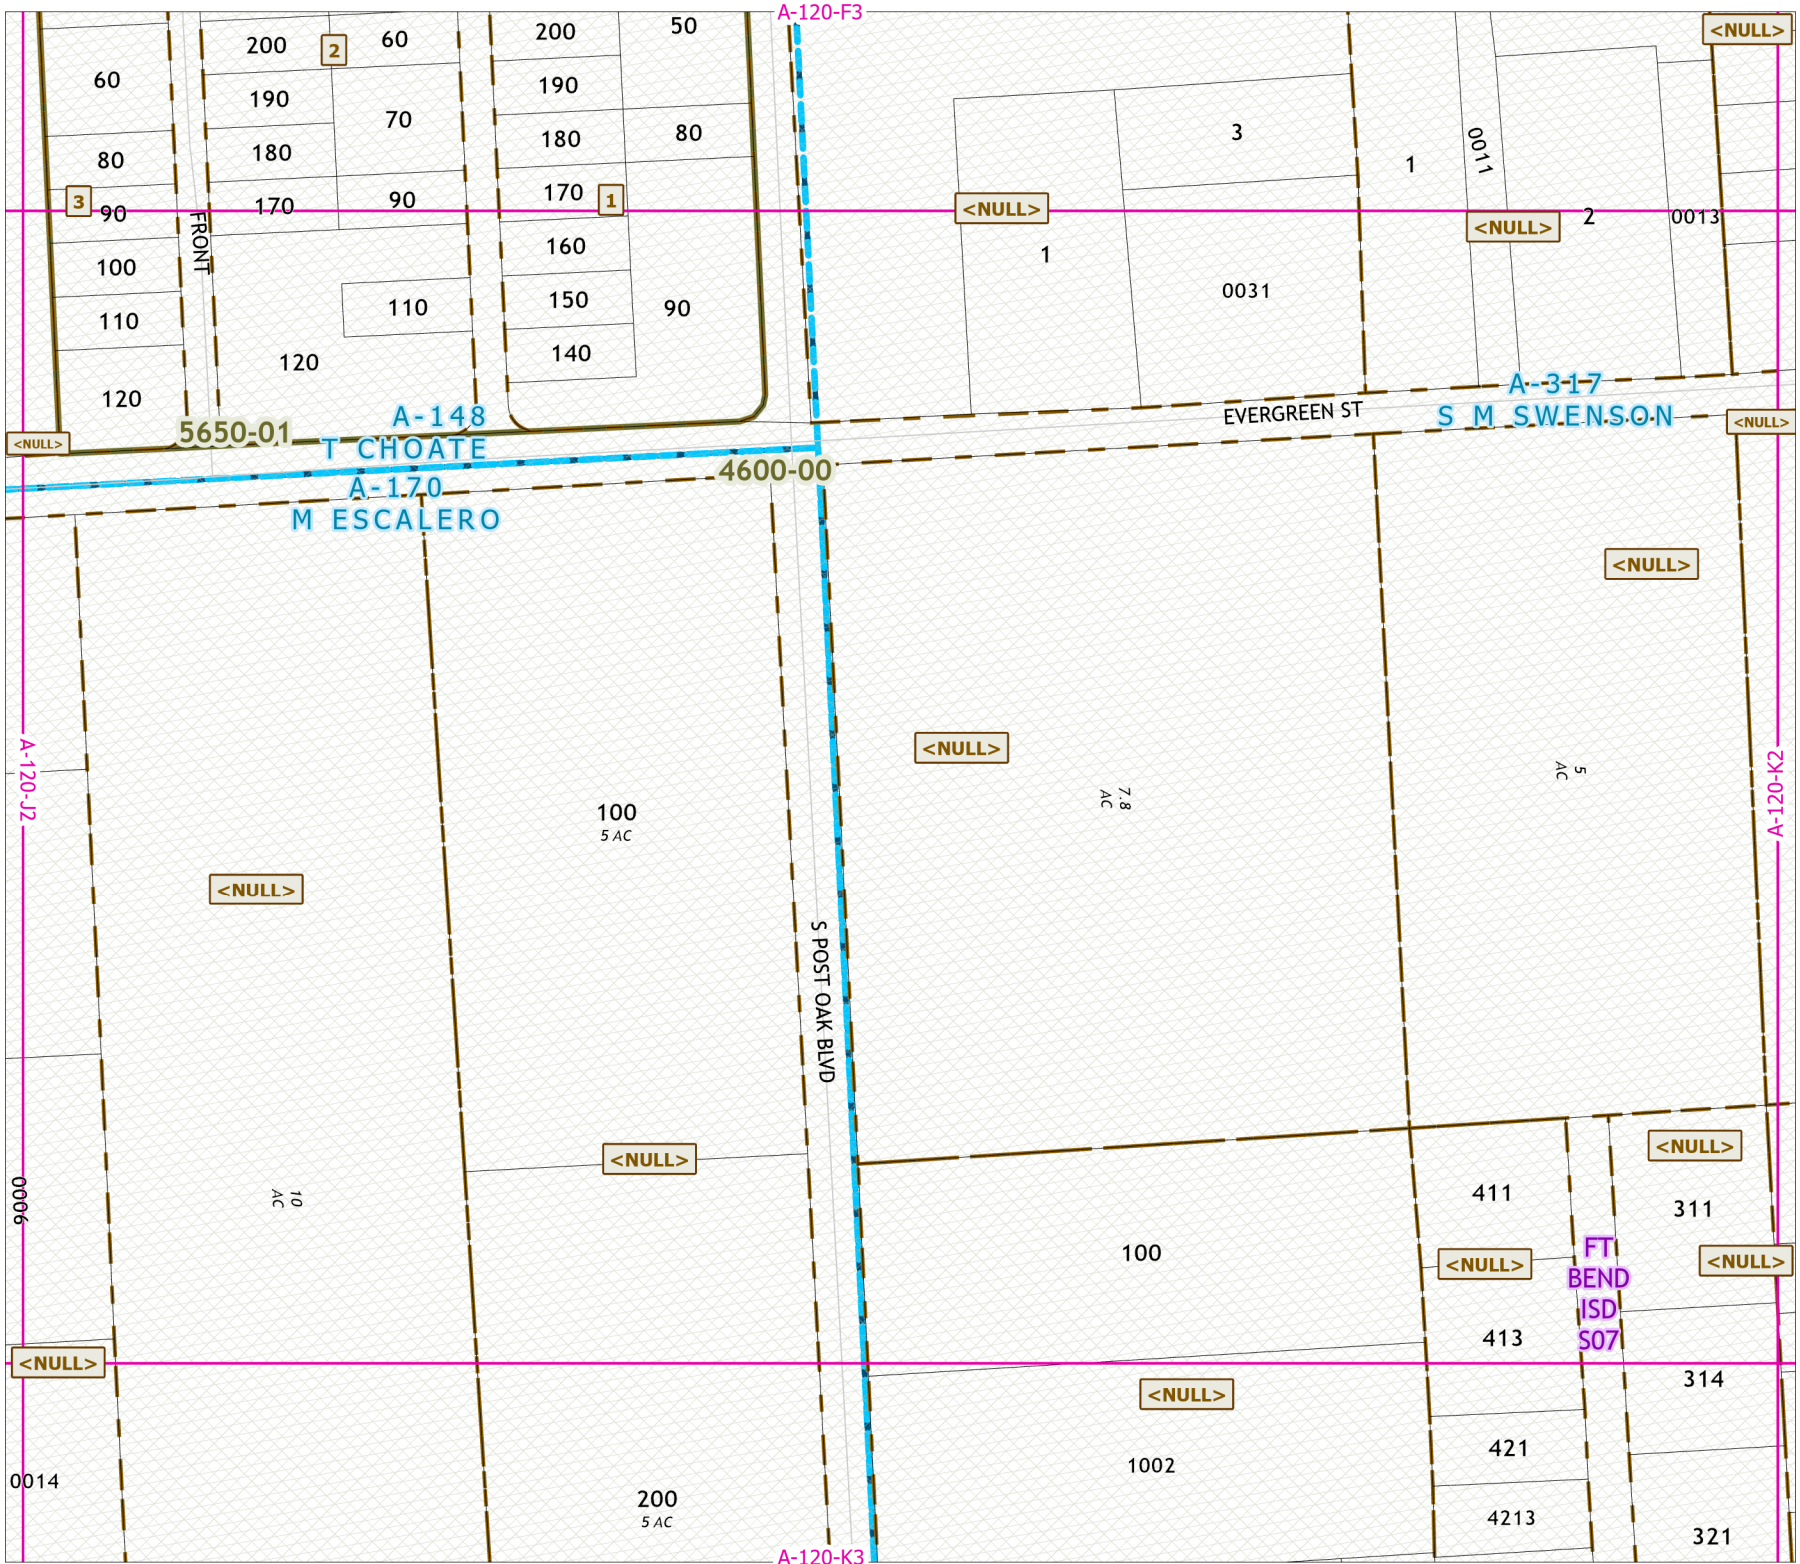 A-120-F3
50
200
60
200
2
<NULL>
60
190
190
70
180
3
180
80
80
180
1
0011
3
90
170
90
170
1
<NULL>
<NULL>
2
0013
FRONT
160
1
100
110
150
90
0031
110
120
140
120
A-317
S M SWENSON
EVERGREEN ST
A-148
T CHOATE
5650-01
<NULL>
<NULL>
4600-00
A-170
M ESCALERO
<NULL>
<NULL>
A-120-J2
A-120-K2
5
AC
7.8
AC
100
5 AC
<NULL>
S POST OAK BLVD
<NULL>
<NULL>
0006
10
AC
411
311
100
<NULL>
<NULL>
FT
BEND
ISD
S07
413
<NULL>
314
<NULL>
421
1002
0014
200
5 AC
4213
321
A-120-K3